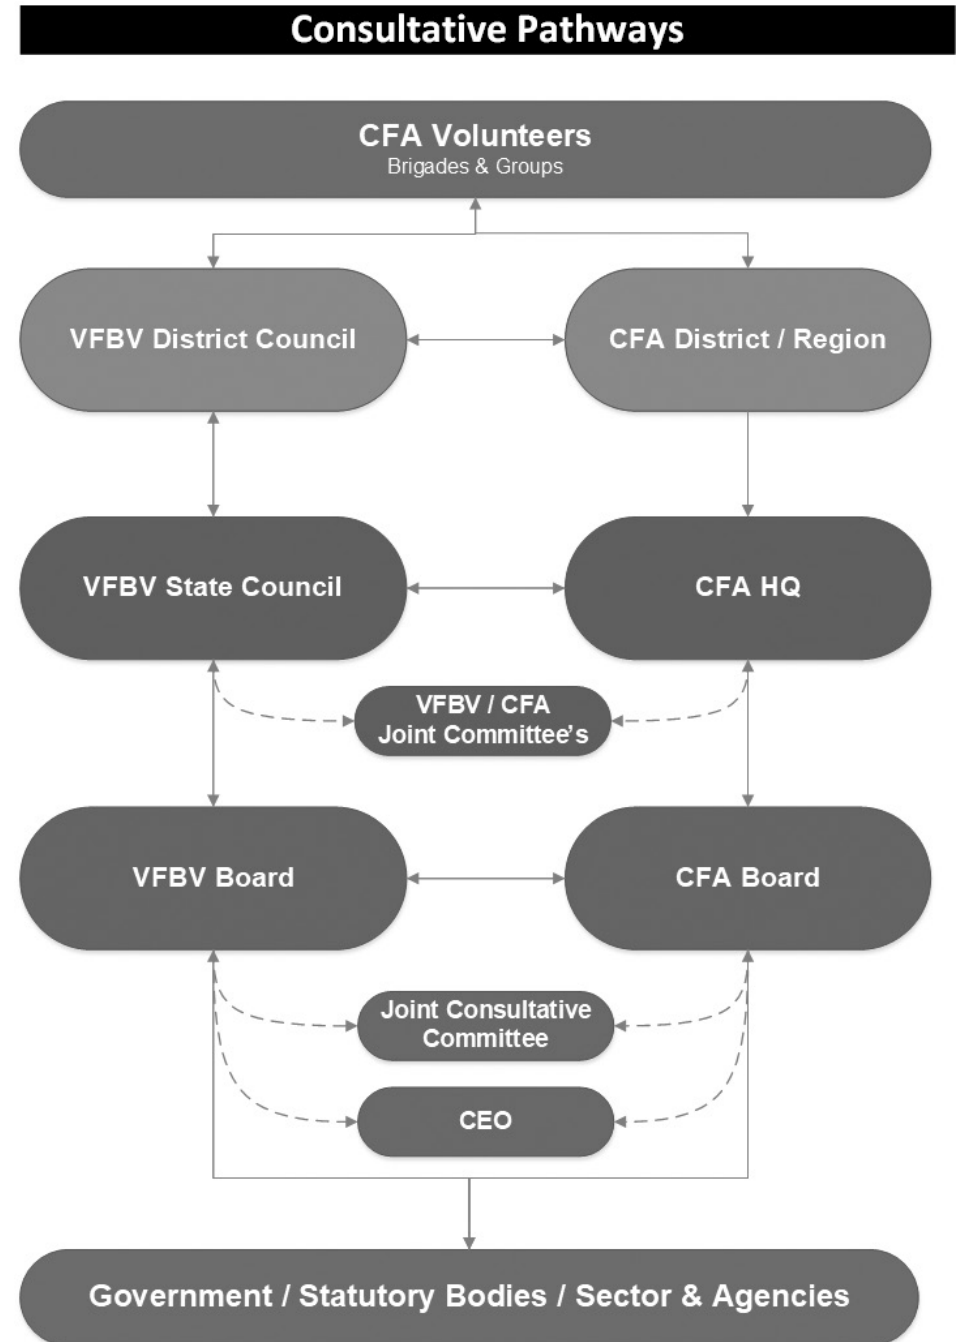 Consultative Pathways
CFA Volunteers
Brigades & Groups
VFBV District Council
CFA District / Region
VFBV State Council
CFA HQ
VFBV / CFA
Joint Committee's
VFBV Board
CFA Board
Joint Consultative
Committee
CEO
Government / Statutory Bodies / Sector & Agencies